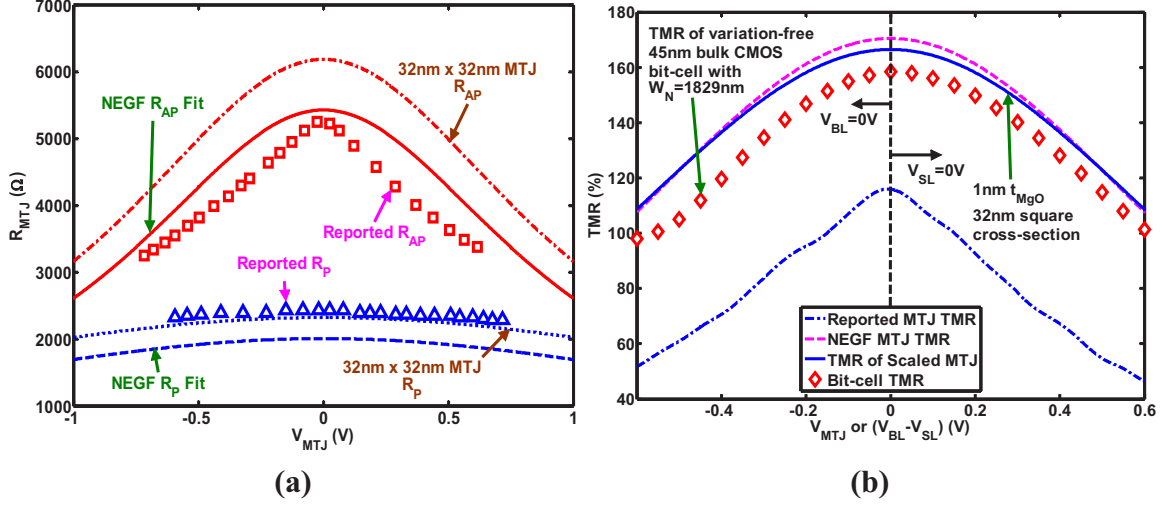 7000
6000
5000
4000
3000
2000
1000
R_MTJ (Ω)
NEGF R_AP Fit
32nm x 32nm MTJ
R_AP
Reported R_AP
Reported R_P
NEGF R_P Fit
32nm x 32nm MTJ
R_P
-1
-0.5
0
0.5
1
V_MTJ (V)
(a)
180
160
140
120
100
80
60
40
TMR (%)
TMR of variation-free
45nm bulk CMOS
bit-cell with
W_N=1829nm
V_BL=0V
V_SL=0V
1nm t_MgO
32nm square
cross-section
Reported MTJ TMR
NEGF MTJ TMR
TMR of Scaled MTJ
Bit-cell TMR
-0.4
-0.2
0
0.2
0.4
0.6
V_MTJ or (V_BL-V_SL) (V)
(b)